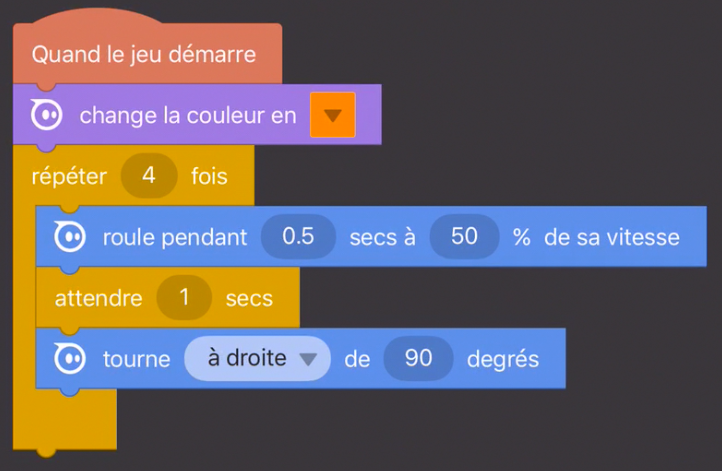 Quand le jeu démarre
change la couleur en
répéter 4 fois
roule pendant 0.5 secs à 50 % de sa vitesse
attendre 1 secs
tourne à droite de 90 degrés